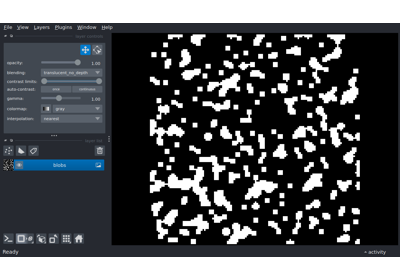 File View Layers Plugins Window Help
opacity: 1.00
blending: translucent_no_depth
contrast limits:
auto-contrast: once continuous
gamma: 1.00
colormap: gray
interpolation: nearest
blobs
Ready activity